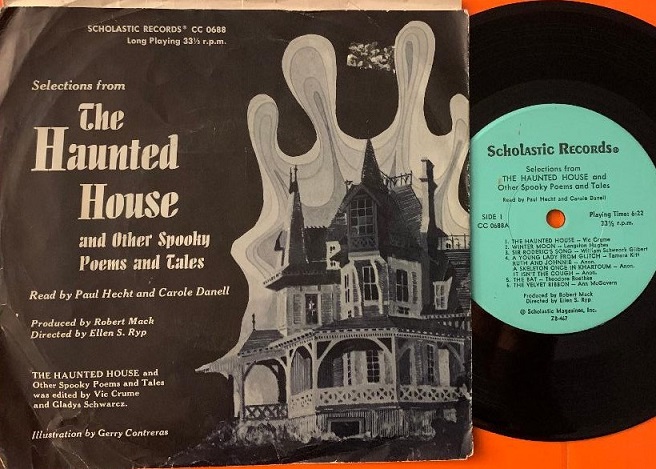 SCHOLASTIC RECORDS® CC 0688
Long Playing 33⅓ r.p.m.
Selections from
The
Haunted
House
and Other Spooky
Poems and Tales
Read by Paul Hecht and Carole Danell
Produced by Robert Mack
Directed by Ellen S. Ryp
THE HAUNTED HOUSE and
Other Spooky Poems and Tales
was edited by Vic Crume
and Gladys Schwarcz.
Illustration by Gerry Contreras
SCHOLASTIC RECORDS®
Selections from
THE HAUNTED HOUSE and
Other Spooky Poems and Tales
Read by Paul Hecht and Carole Danell
SIDE 1
CC 0688A
Playing Times 6:22
33⅓ r.p.m.
1. THE HAUNTED HOUSE — Vic Crume
2. WINTER MOON — Langston Hughes
3. SIR RODERIC'S SONG — William Schwenk Gilbert
4. A YOUNG LADY FROM GLITCH — Tamara Kitt
RUTH AND JOHNNIE — Anon.
A SKELETON ONCE IN KHARTOUM — Anon.
IT ISN'T THE COUGH — Anon.
5. THE BAT — Theodore Roethke
6. THE VELVET RIBBON — Ann McGovern
Produced by Robert Mack
Directed by Ellen S. Ryp
© Scholastic Magazines, Inc.
ZB-467